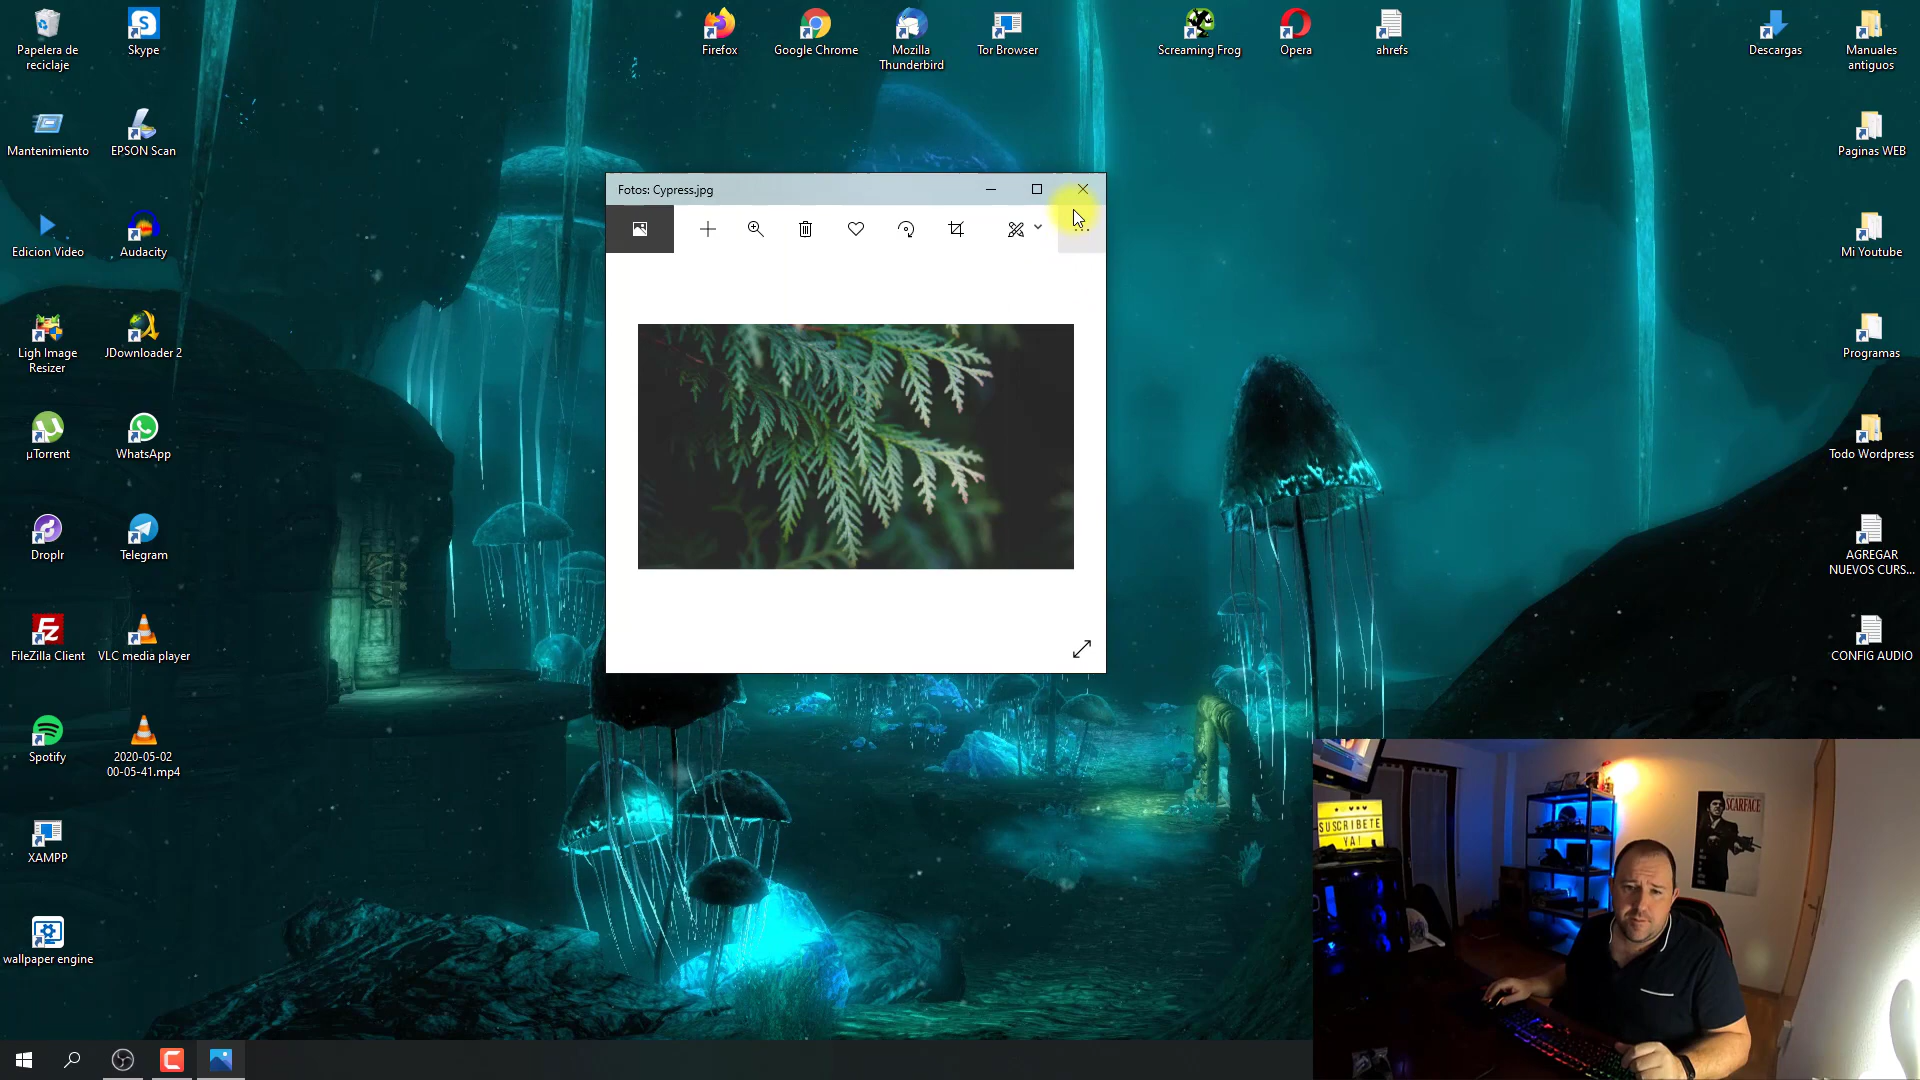 Papelera de
reciclaje
Skype
Firefox
Google Chrome
Mozilla
Thunderbird
Tor Browser
Screaming Frog
Opera
ahrefs
Descargas
Manuales
antiguos
Mantenimiento
EPSON Scan
Paginas WEB
Fotos: Cypress.jpg
Edicion Video
Audacity
Mi Youtube
Ligh Image
Resizer
JDownloader 2
Programas
µTorrent
WhatsApp
Todo Wordpress
Droplr
Telegram
AGREGAR
NUEVOS CURS...
FileZilla Client
VLC media player
CONFIG AUDIO
Spotify
2020-05-02
00-05-41.mp4
XAMPP
wallpaper engine
SUSCRIBETE
YA!
SCARFACE